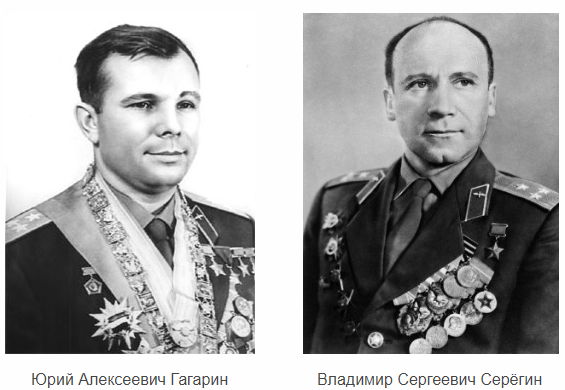 Юрий Алексеевич Гагарин
Владимир Сергеевич Серёгин